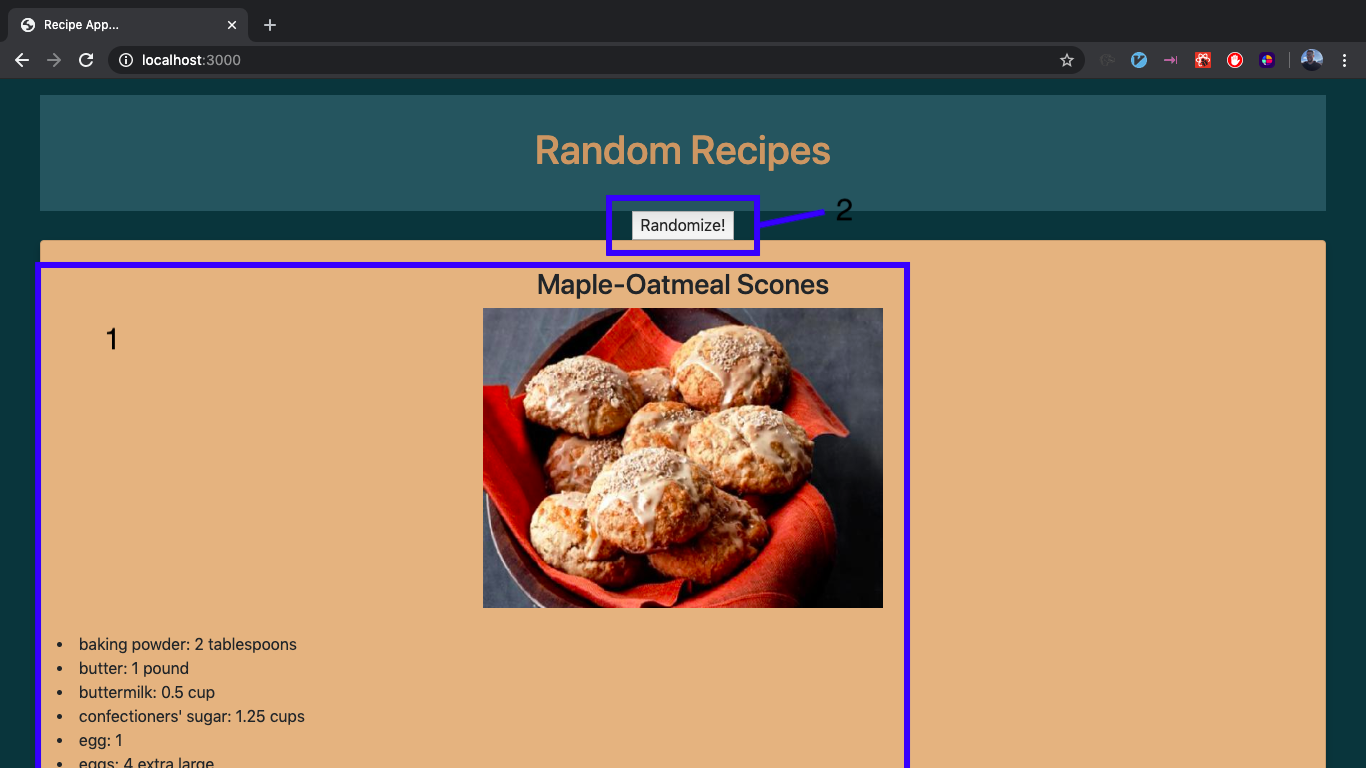 Recipe App...
localhost:3000
Random Recipes
Randomize!
2
Maple-Oatmeal Scones
1
• baking powder: 2 tablespoons
• butter: 1 pound
• buttermilk: 0.5 cup
• confectioners' sugar: 1.25 cups
• egg: 1
• eggs: 4 extra large